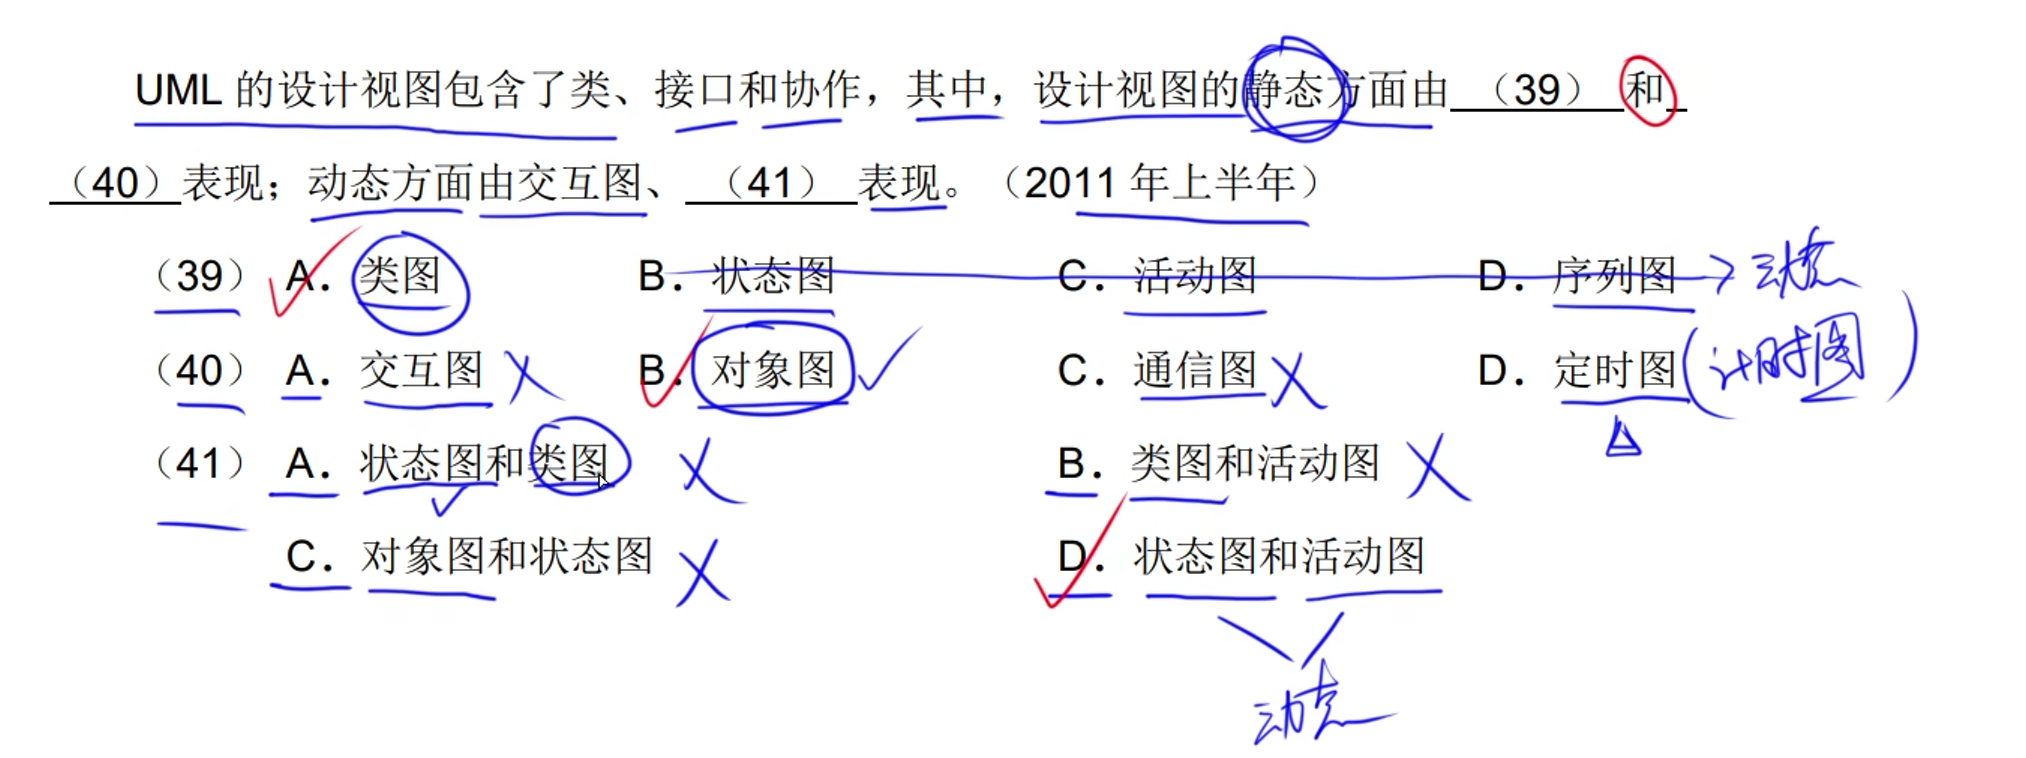 UML 的设计视图包含了类、接口和协作，其中，设计视图的静态方面由 （39） 和
（40）表现；动态方面由交互图、 （41） 表现。（2011 年上半年）
（39） A．类图 B．状态图 C．活动图 D．序列图 → 动态
（40） A．交互图 B．对象图 C．通信图 D．定时图（计时图）
（41） A．状态图和类图 B．类图和活动图
C．对象图和状态图 D．状态图和活动图
动态